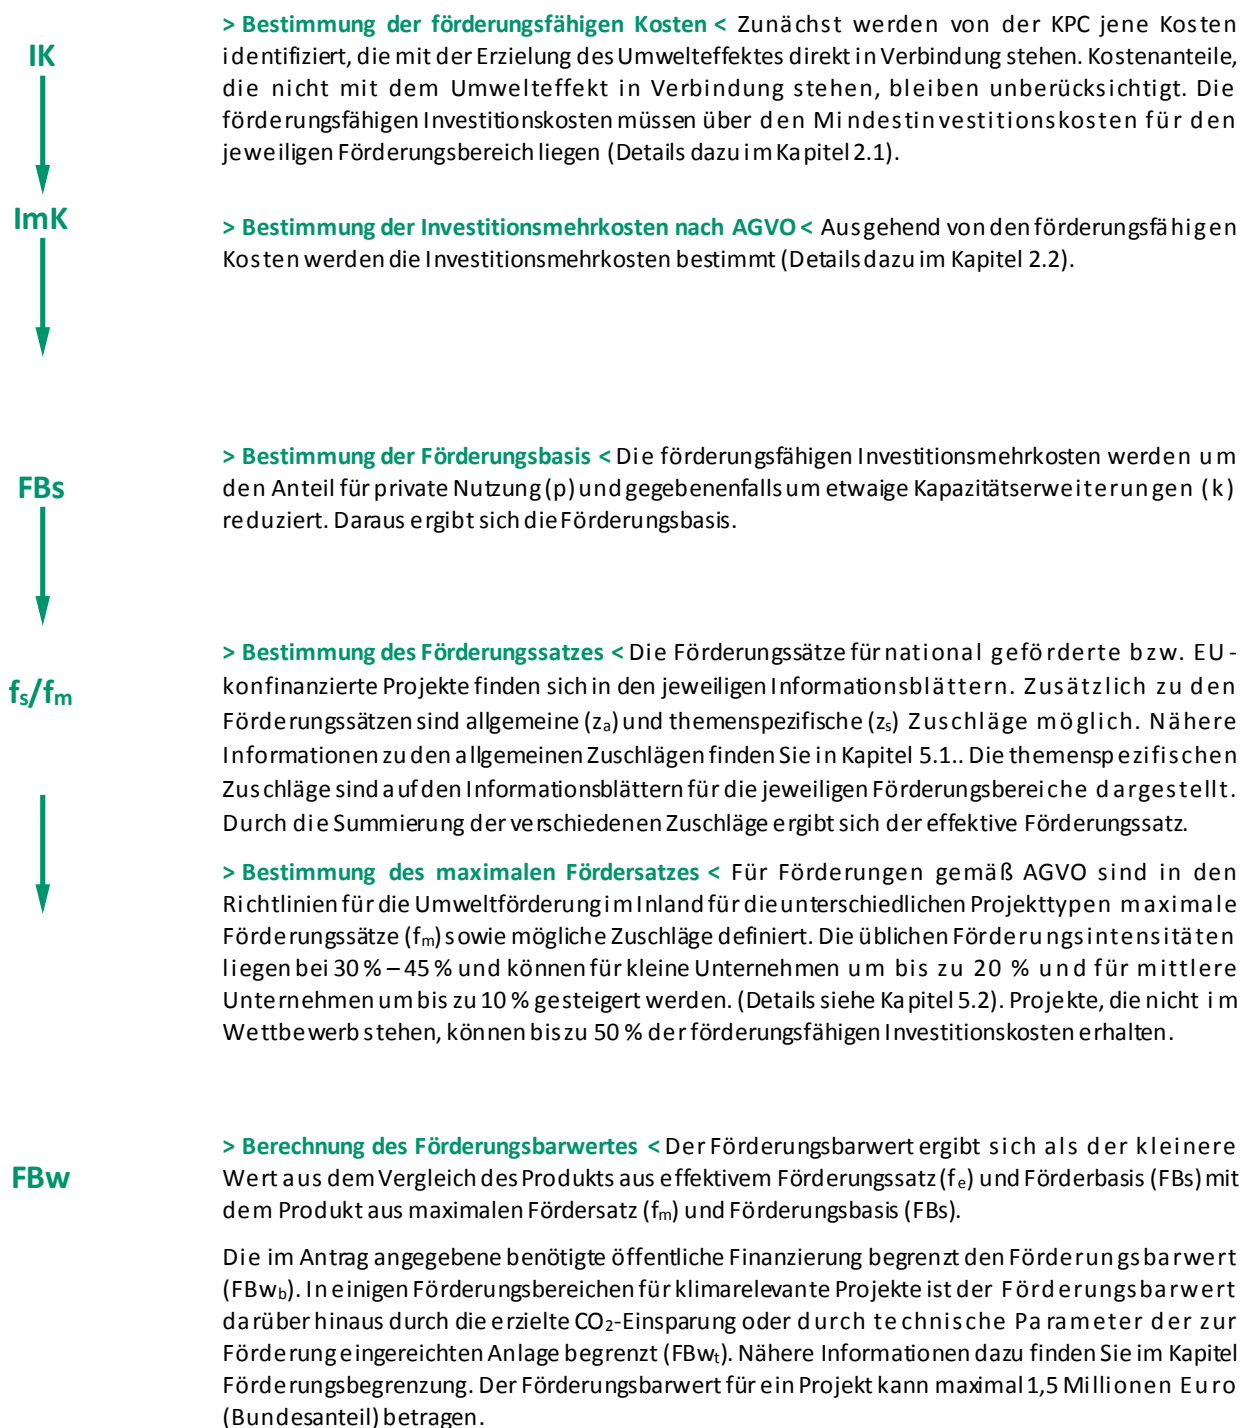 IK
> Bestimmung der förderungsfähigen Kosten < Zunächst werden von der KPC jene Kosten
identifiziert, die mit der Erzielung des Umwelteffektes direkt in Verbindung stehen. Kostenanteile,
die nicht mit dem Umwelteffekt in Verbindung stehen, bleiben unberücksichtigt. Die
förderungsfähigen Investitionskosten müssen über den Mindestinvestitionskosten für den
jeweiligen Förderungsbereich liegen (Details dazu im Kapitel 2.1).
ImK
> Bestimmung der Investitionsmehrkosten nach AGVO < Ausgehend von den förderungsfähigen
Kosten werden die Investitionsmehrkosten bestimmt (Details dazu im Kapitel 2.2).
FBs
> Bestimmung der Förderungsbasis < Die förderungsfähigen Investitionsmehrkosten werden um
den Anteil für private Nutzung (p) und gegebenenfalls um etwaige Kapazitätserweiterungen (k)
reduziert. Daraus ergibt sich die Förderungsbasis.
fs/fm
> Bestimmung des Förderungssatzes < Die Förderungssätze für national geförderte bzw. EU-
konfinanzierte Projekte finden sich in den jeweiligen Informationsblättern. Zusätzlich zu den
Förderungssätzen sind allgemeine (za) und themenspezifische (zs) Zuschläge möglich. Nähere
Informationen zu den allgemeinen Zuschlägen finden Sie in Kapitel 5.1.. Die themenspezifischen
Zuschläge sind auf den Informationsblättern für die jeweiligen Förderungsbereiche dargestellt.
Durch die Summierung der verschiedenen Zuschläge ergibt sich der effektive Förderungssatz.
> Bestimmung des maximalen Fördersatzes < Für Förderungen gemäß AGVO sind in den
Richtlinien für die Umweltförderung im Inland für die unterschiedlichen Projekttypen maximale
Förderungssätze (fm) sowie mögliche Zuschläge definiert. Die üblichen Förderungsintensitäten
liegen bei 30 % – 45 % und können für kleine Unternehmen um bis zu 20 % und für mittlere
Unternehmen um bis zu 10 % gesteigert werden. (Details siehe Kapitel 5.2). Projekte, die nicht im
Wettbewerb stehen, können bis zu 50 % der förderungsfähigen Investitionskosten erhalten.
FBw
> Berechnung des Förderungsbarwertes < Der Förderungsbarwert ergibt sich als der kleinere
Wert aus dem Vergleich des Produkts aus effektivem Förderungssatz (fe) und Förderbasis (FBs) mit
dem Produkt aus maximalen Fördersatz (fm) und Förderungsbasis (FBs).
Die im Antrag angegebene benötigte öffentliche Finanzierung begrenzt den Förderungsbarwert
(FBwb). In einigen Förderungsbereichen für klimarelevante Projekte ist der Förderungsbarwert
darüber hinaus durch die erzielte CO2-Einsparung oder durch technische Parameter der zur
Förderung eingereichten Anlage begrenzt (FBwt). Nähere Informationen dazu finden Sie im Kapitel
Förderungsbegrenzung. Der Förderungsbarwert für ein Projekt kann maximal 1,5 Millionen Euro
(Bundesanteil) betragen.